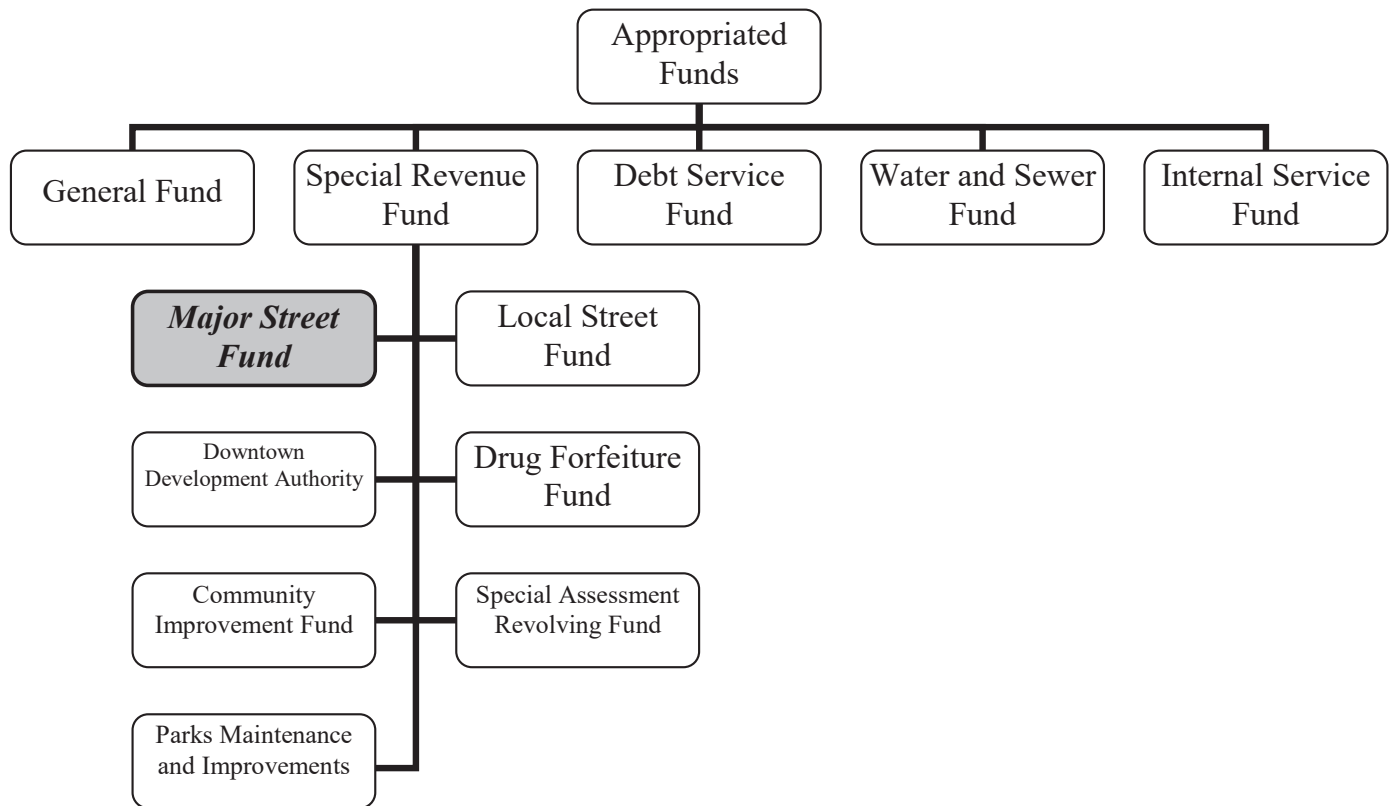 Appropriated
Funds
General Fund
Special Revenue
Fund
Debt Service
Fund
Water and Sewer
Fund
Internal Service
Fund
Major Street
Fund
Local Street
Fund
Downtown
Development Authority
Drug Forfeiture
Fund
Community
Improvement Fund
Special Assessment
Revolving Fund
Parks Maintenance
and Improvements